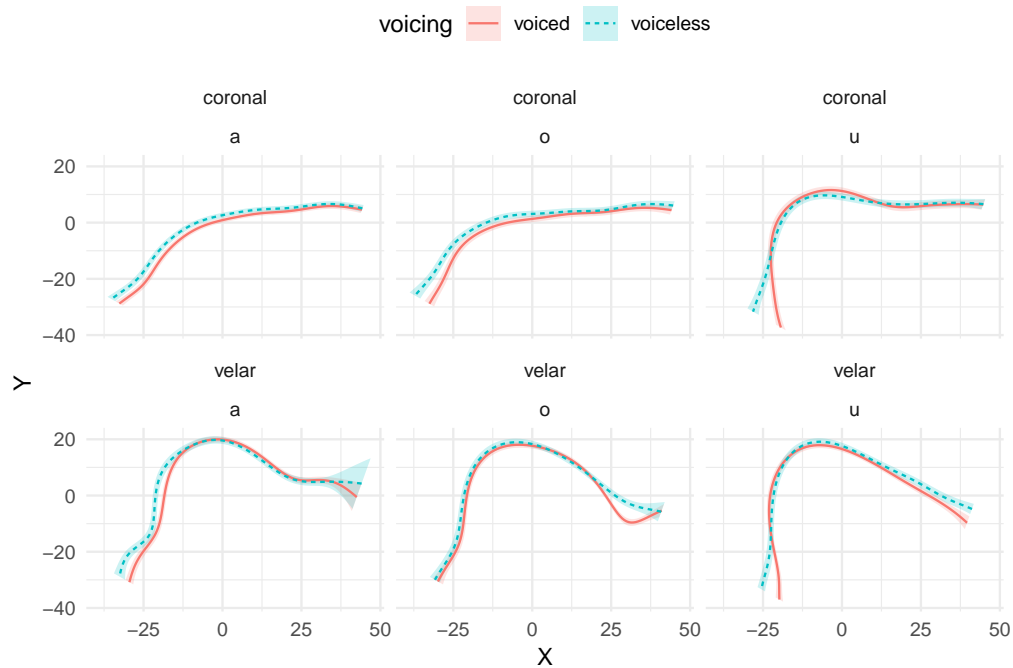 voicing voiced voiceless
coronal coronal coronal
a o u
20
0
−20
−40
velar velar velar
a o u
20
0
−20
−40
−25 0 25 50 −25 0 25 50 −25 0 25 50
X
Y